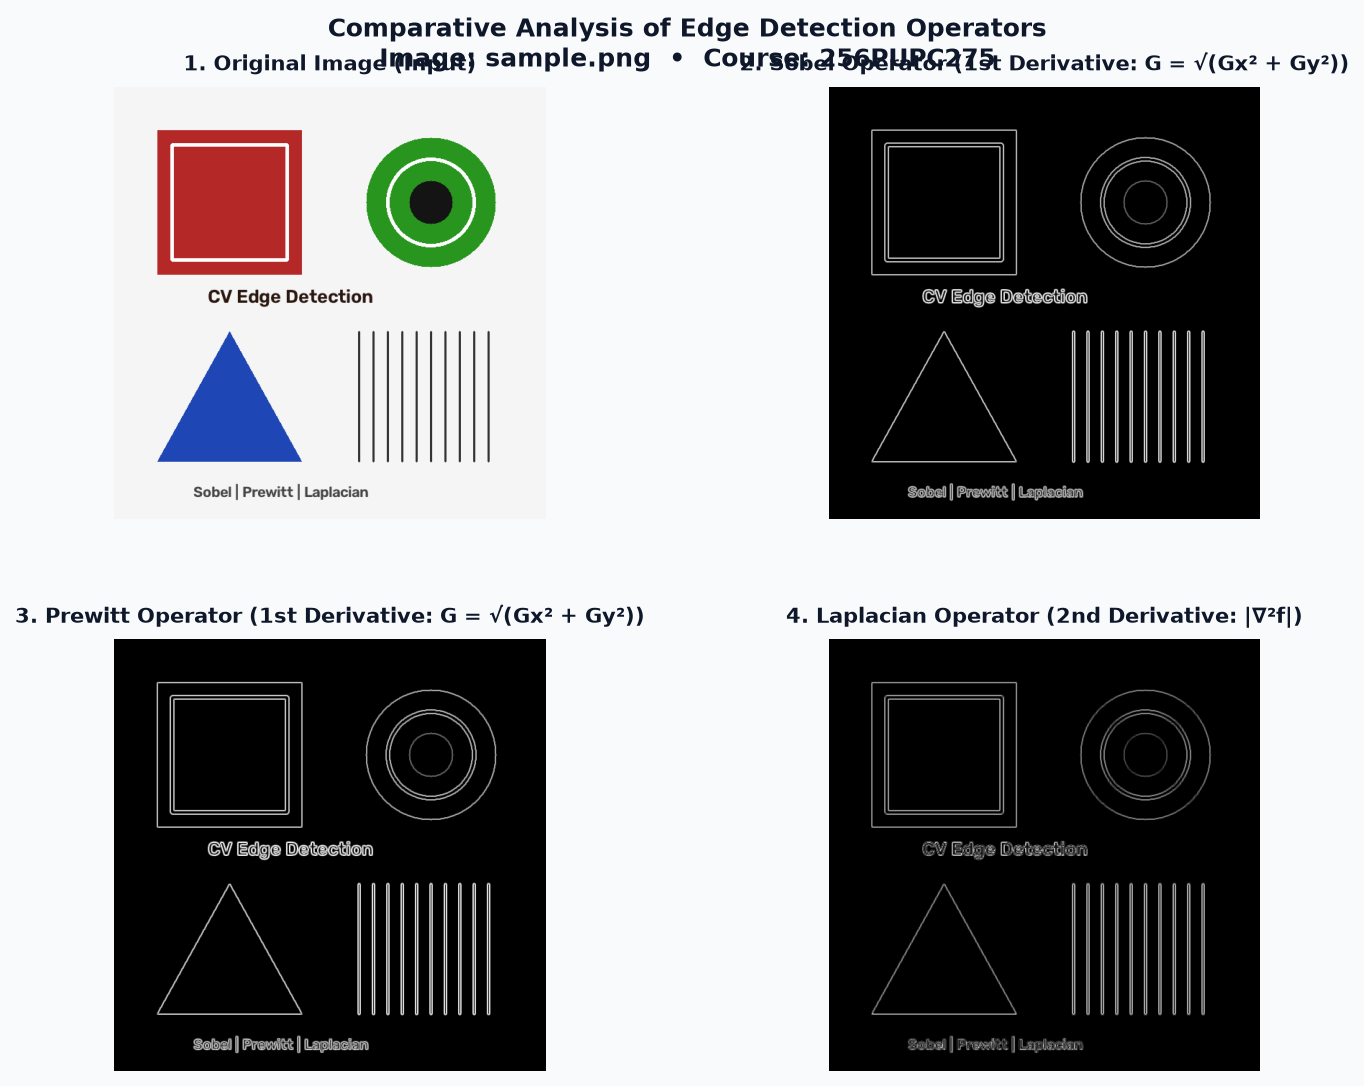 Comparative Analysis of Edge Detection Operators
Image: sample.png • Course:
1. Original Image (Input)
2. Sobel Operator (1st Derivative: G = √(Gx² + Gy²))
CV Edge Detection
Sobel | Prewitt | Laplacian
CV Edge Detection
Sobel | Prewitt | Laplacian
3. Prewitt Operator (1st Derivative: G = √(Gx² + Gy²))
4. Laplacian Operator (2nd Derivative: |∇²f|)
CV Edge Detection
Sobel | Prewitt | Laplacian
CV Edge Detection
Sobel | Prewitt | Laplacian